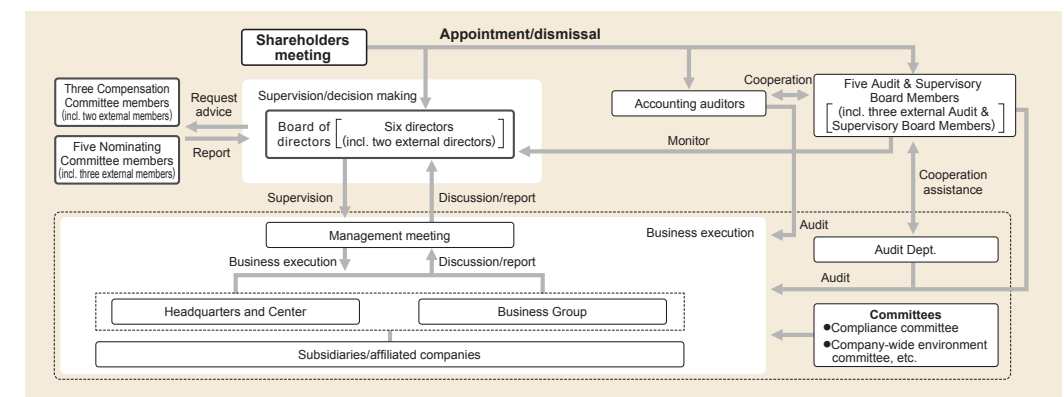 Shareholders
meeting
Appointment/dismissal
Three Compensation
Committee members
(incl. two external members)
Request
advice
Supervision/decision making
Board of
directors
Six directors
(incl. two external directors)
Accounting auditors
Cooperation
Five Audit & Supervisory
Board Members
(incl. three external Audit &
Supervisory Board Members)
Five Nominating
Committee members
(incl. three external members)
Report
Monitor
Supervision
Discussion/report
Cooperation
assistance
Management meeting
Business execution
Audit
Audit Dept.
Business execution
Discussion/report
Audit
Headquarters and Center
Business Group
Subsidiaries/affiliated companies
Committees
●Compliance committee
●Company-wide environment
committee, etc.